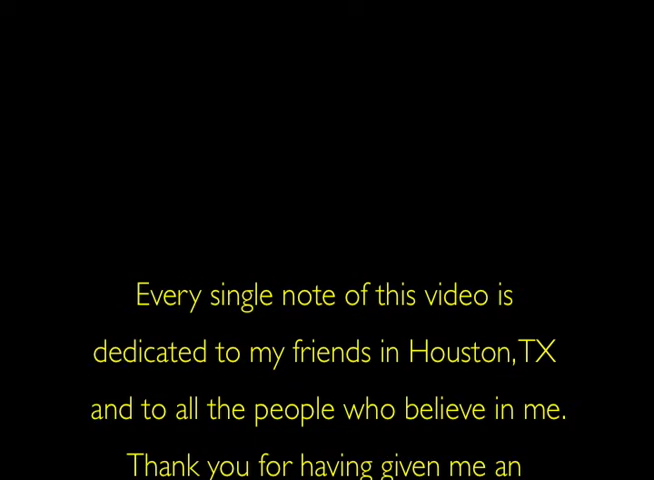 Every single note of this video is
dedicated to my friends in Houston,TX
and to all the people who believe in me.
Thank you for having given me an